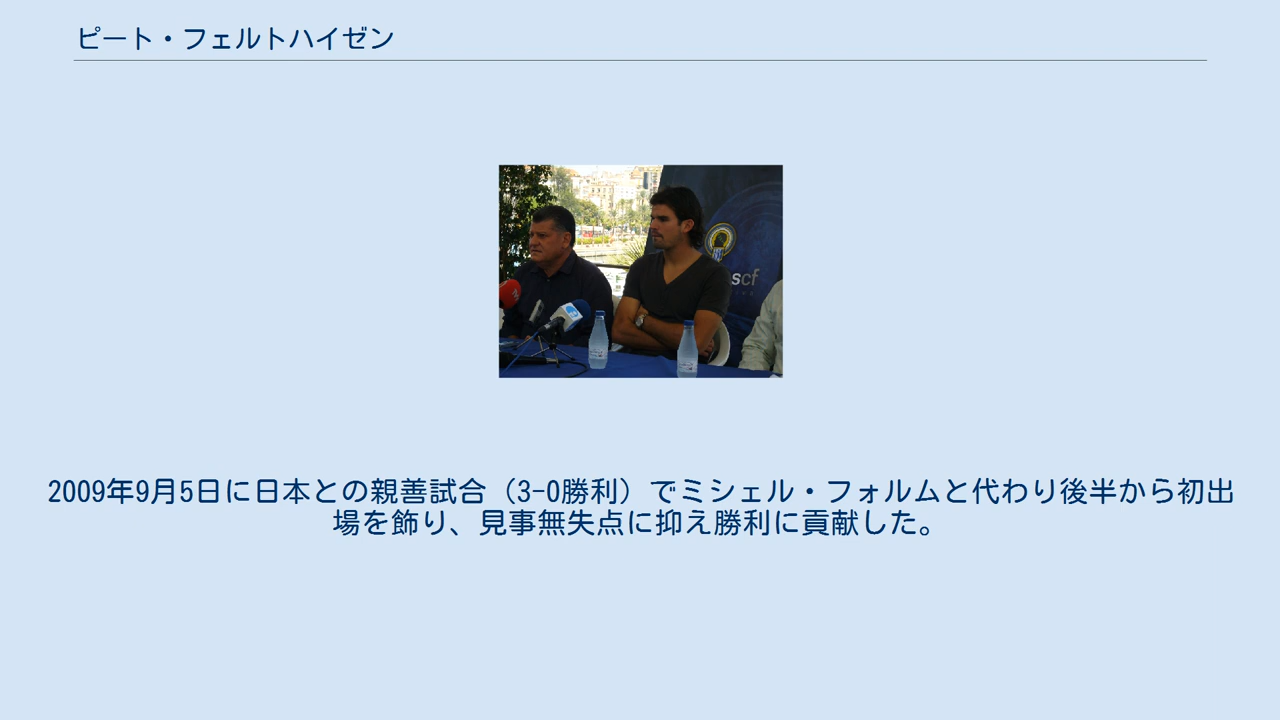 ピート・フェルトハイゼン
scf
2009年9月5日に日本との親善試合（3-0勝利）でミシェル・フォルムと代わり後半から初出
場を飾り、見事無失点に抑え勝利に貢献した。